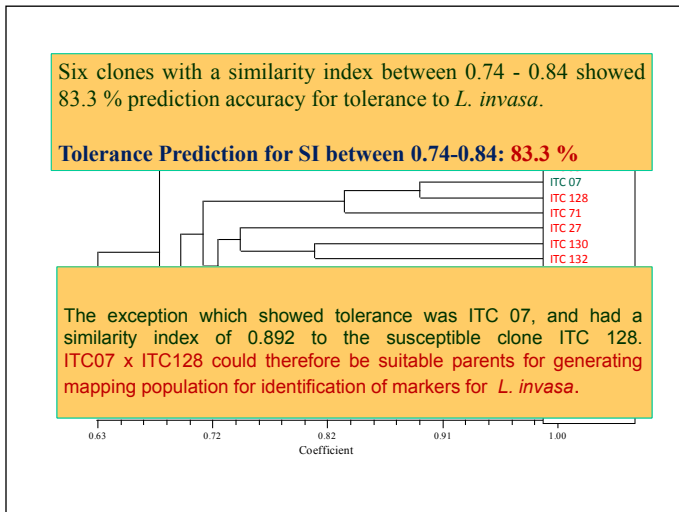 Six clones with a similarity index between 0.74 - 0.84 showed
83.3 % prediction accuracy for tolerance to L. invasa.
Tolerance Prediction for SI between 0.74-0.84: 83.3 %
ITC 07
ITC 128
ITC 71
ITC 27
ITC 130
ITC 132
The exception which showed tolerance was ITC 07, and had a
similarity index of 0.892 to the susceptible clone ITC 128.
ITC07 x ITC128 could therefore be suitable parents for generating
mapping population for identification of markers for L. invasa.
0.63 0.72 0.82 0.91 1.00
Coefficient